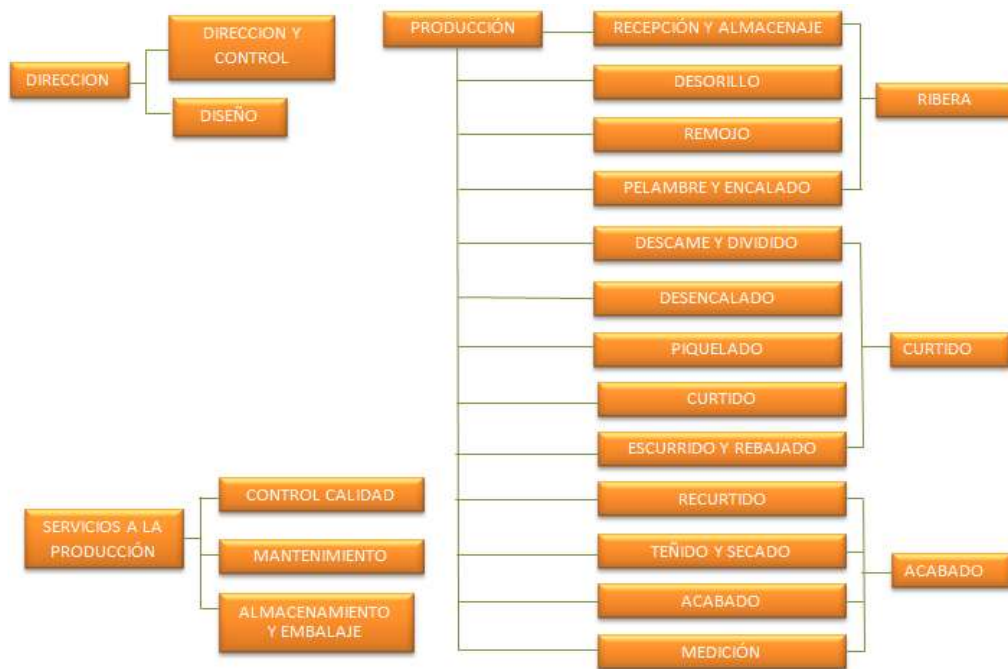 DIRECCION
DIRECCION Y
CONTROL
DISEÑO
PRODUCCIÓN
RECEPCIÓN Y ALMACENAJE
DESORILLO
REMOJO
PELAMBRE Y ENCALADO
RIBERA
DESCAME Y DIVIDIDO
DESENCALADO
PIQUELADO
CURTIDO
ESCURRIDO Y REBAJADO
CURTIDO
RECURTIDO
TEÑIDO Y SECADO
ACABADO
MEDICIÓN
ACABADO
SERVICIOS A LA
PRODUCCIÓN
CONTROL CALIDAD
MANTENIMIENTO
ALMACENAMIENTO
Y EMBALAJE